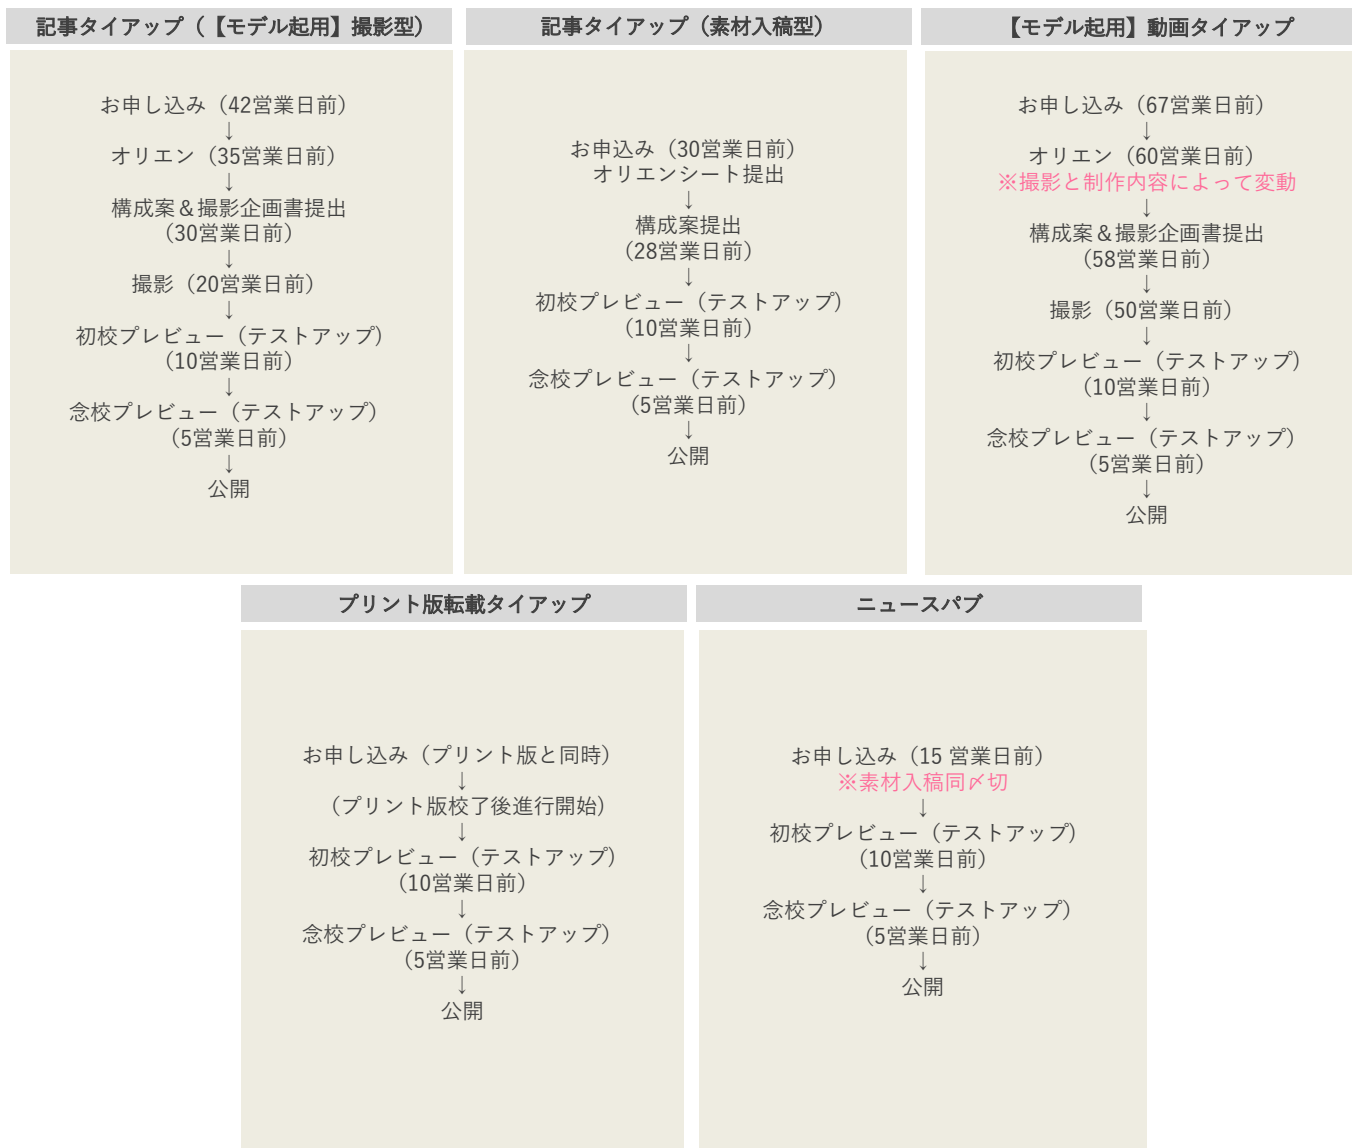 記事タイアップ（【モデル起用】撮影型）
お申し込み（42営業日前）
↓
オリエン（35営業日前）
↓
構成案＆撮影企画書提出
（30営業日前）
↓
撮影（20営業日前）
↓
初校プレビュー（テストアップ）
（10営業日前）
↓
念校プレビュー（テストアップ）
（5営業日前）
↓
公開
記事タイアップ（素材入稿型）
お申込み（30営業日前）
オリエンシート提出
↓
構成案提出
（28営業日前）
↓
初校プレビュー（テストアップ）
（10営業日前）
↓
念校プレビュー（テストアップ）
（5営業日前）
↓
公開
【モデル起用】動画タイアップ
お申し込み（67営業日前）
↓
オリエン（60営業日前）
※撮影と制作内容によって変動
↓
構成案＆撮影企画書提出
（58営業日前）
↓
撮影（50営業日前）
↓
初校プレビュー（テストアップ）
（10営業日前）
↓
念校プレビュー（テストアップ）
（5営業日前）
↓
公開
プリント版転載タイアップ
お申し込み（プリント版と同時）
↓
（プリント版校了後進行開始）
↓
初校プレビュー（テストアップ）
（10営業日前）
↓
念校プレビュー（テストアップ）
（5営業日前）
↓
公開
ニュースパブ
お申し込み（15 営業日前）
※素材入稿同〆切
↓
初校プレビュー（テストアップ）
（10営業日前）
↓
念校プレビュー（テストアップ）
（5営業日前）
↓
公開